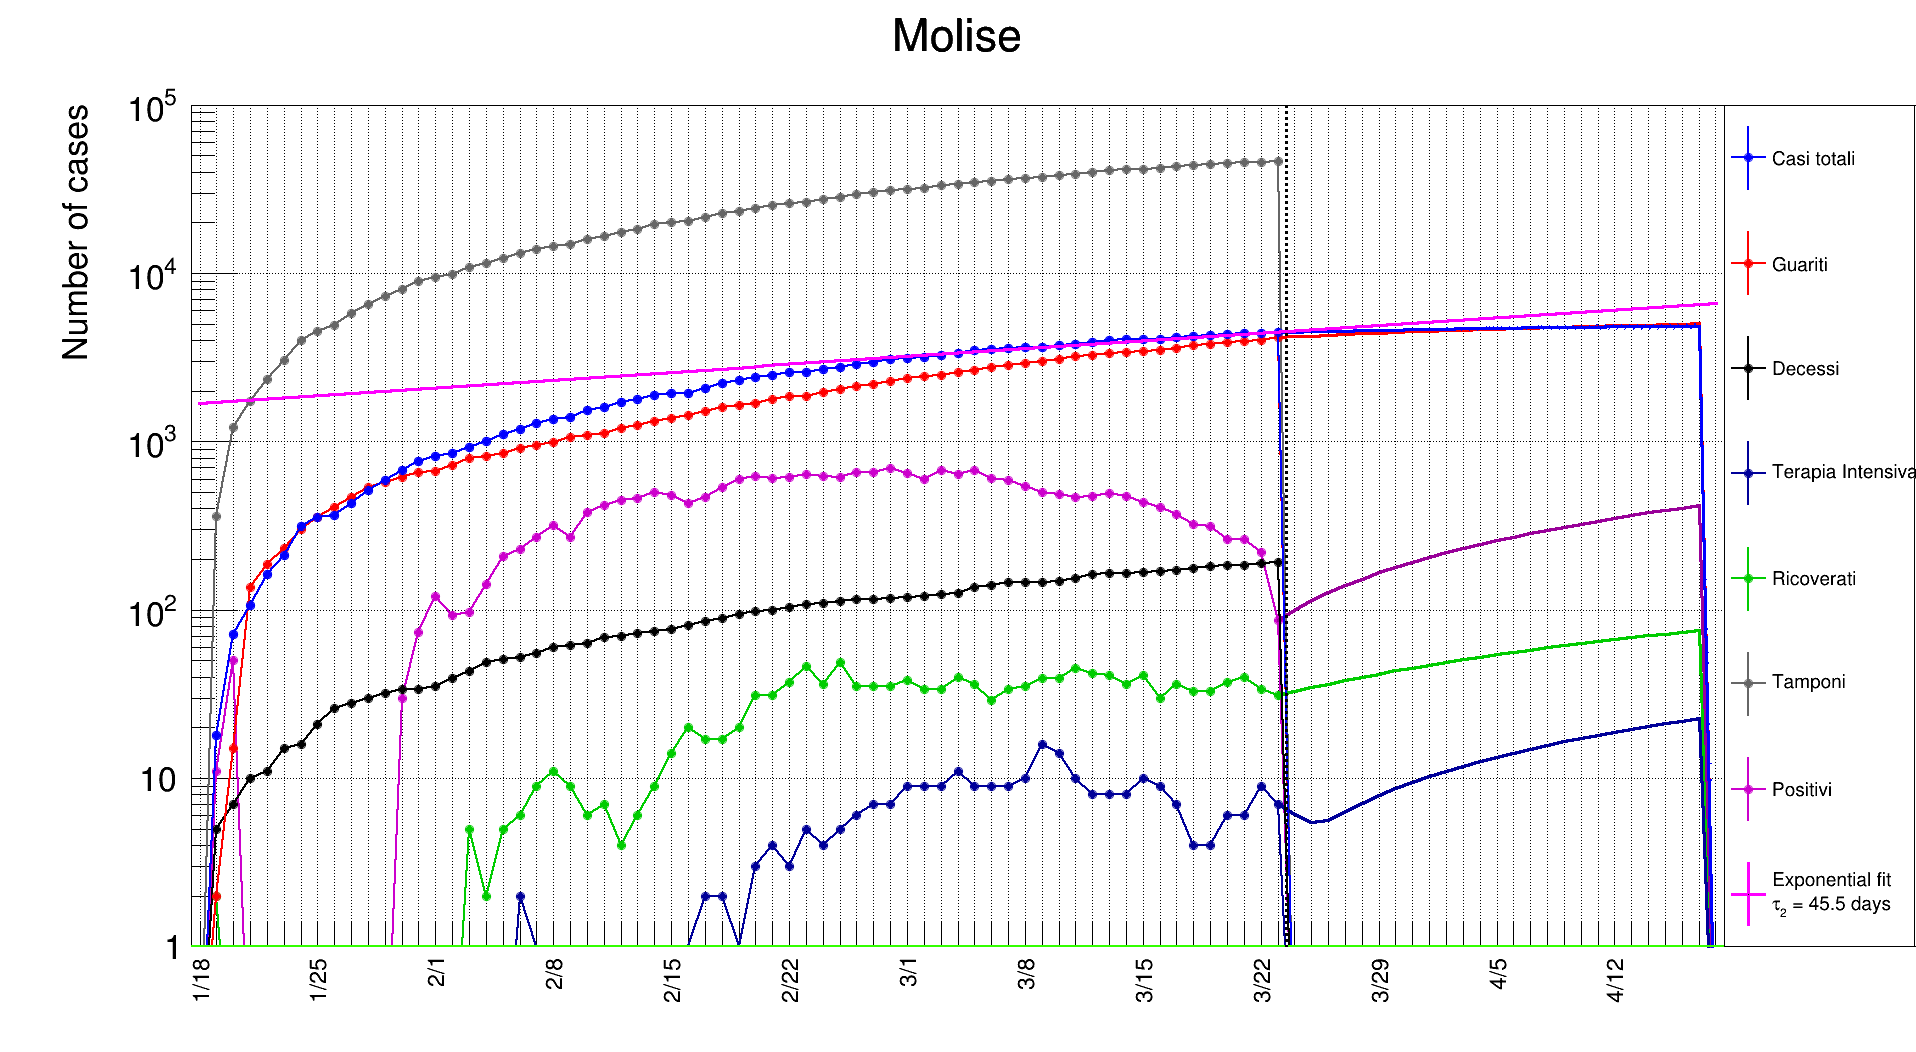 Molise
Number of cases
10^5
10^4
10^3
10^2
10
1
1/18
1/25
2/1
2/8
2/15
2/22
3/1
3/8
3/15
3/22
3/29
4/5
4/12
Casi totali
Guariti
Decessi
Terapia Intensiva
Ricoverati
Tamponi
Positivi
Exponential fit
τ₂ = 45.5 days